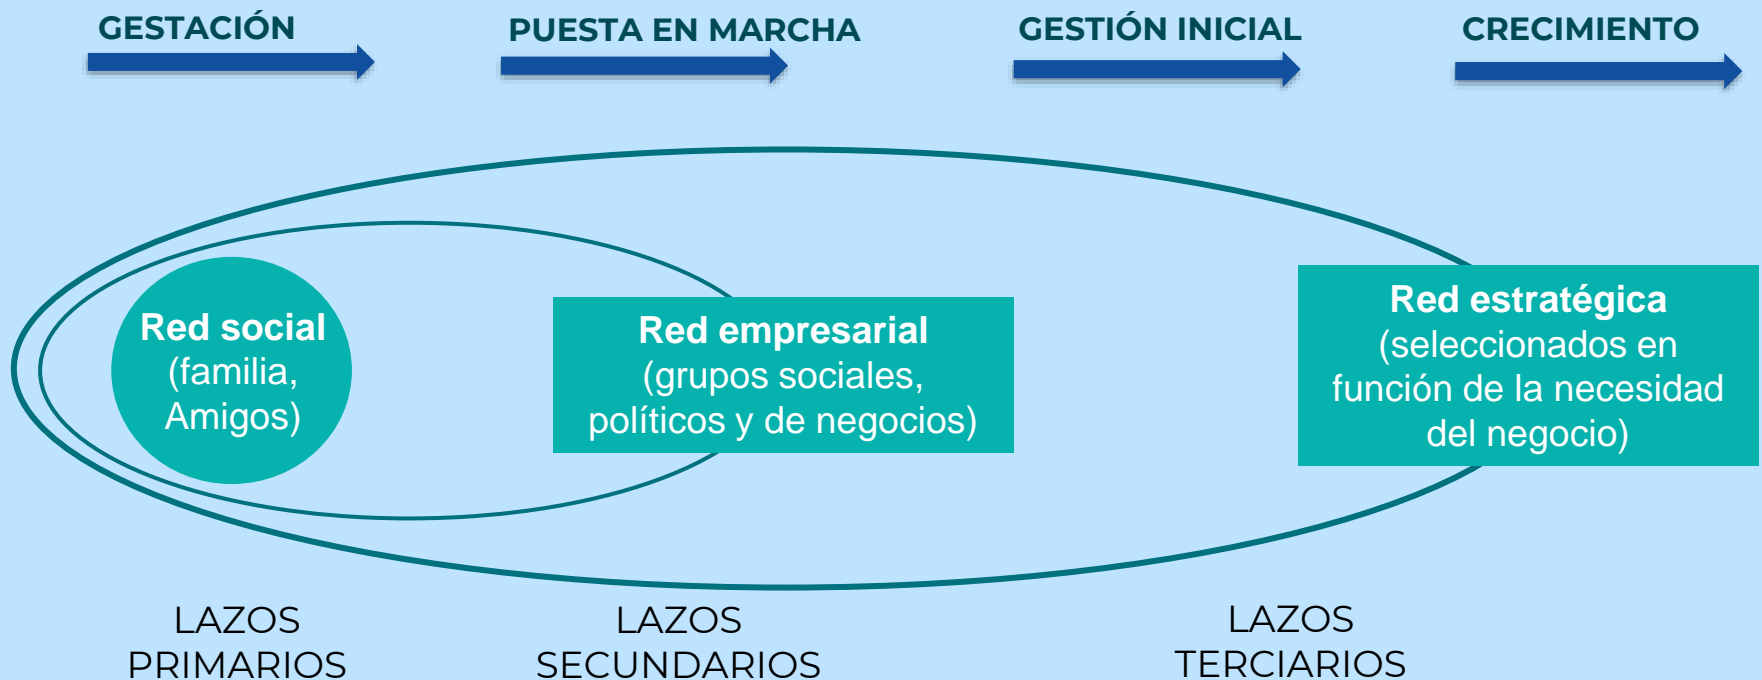 GESTACIÓN
PUESTA EN MARCHA
GESTIÓN INICIAL
CRECIMIENTO
Red social
(familia,
Amigos)
Red empresarial
(grupos sociales,
políticos y de negocios)
Red estratégica
(seleccionados en
función de la necesidad
del negocio)
LAZOS
PRIMARIOS
LAZOS
SECUNDARIOS
LAZOS
TERCIARIOS